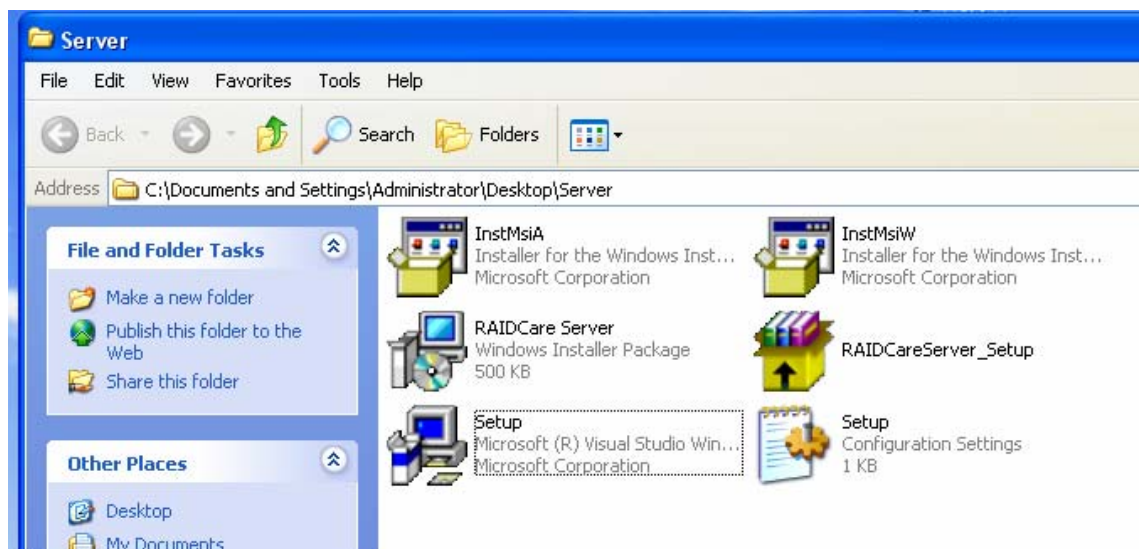 Server
File Edit View Favorites Tools Help
Back Search Folders
Address C:\Documents and Settings\Administrator\Desktop\Server
File and Folder Tasks
Make a new folder
Publish this folder to the
Web
Share this folder
Other Places
Desktop
My Documents
InstMsiA
Installer for the Windows Inst...
Microsoft Corporation
InstMsiW
Installer for the Windows Inst...
Microsoft Corporation
RAIDCare Server
Windows Installer Package
500 KB
RAIDCareServer_Setup
Setup
Microsoft (R) Visual Studio Win...
Microsoft Corporation
Setup
Configuration Settings
1 KB